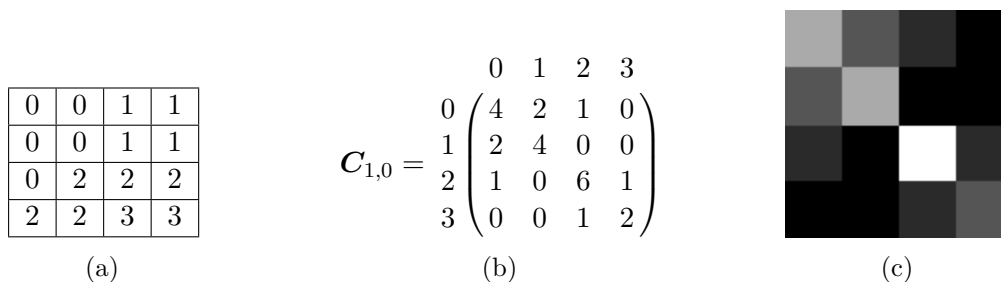 0 0 1 1
0 0 1 1
0 2 2 2
2 2 3 3
(a)
0 1 2 3
0 4 2 1 0
1 2 4 0 0
C1,0 =
2 1 0 6 1
3 0 0 1 2
(b)
(c)